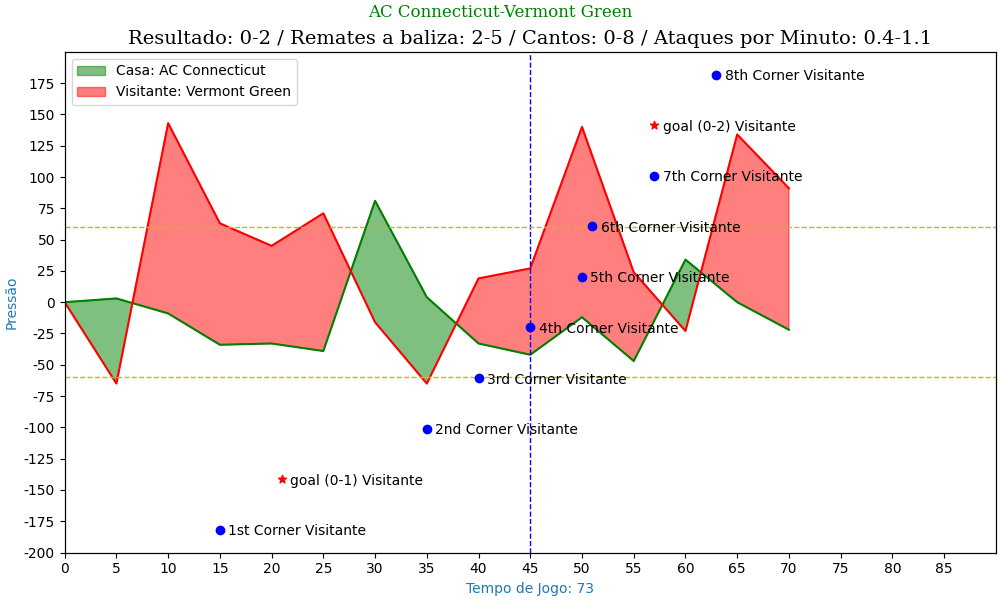 AC Connecticut-Vermont Green
Resultado: 0-2 / Remates a baliza: 2-5 / Cantos: 0-8 / Ataques por Minuto: 0.4-1.1
Casa: AC Connecticut
Visitante: Vermont Green
8th Corner Visitante
goal (0-2) Visitante
7th Corner Visitante
6th Corner Visitante
5th Corner Visitante
4th Corner Visitante
3rd Corner Visitante
2nd Corner Visitante
goal (0-1) Visitante
1st Corner Visitante
Pressão
175
150
125
100
75
50
25
0
-25
-50
-75
-100
-125
-150
-175
-200
0 5 10 15 20 25 30 35 40 45 50 55 60 65 70 75 80 85
Tempo de Jogo: 73